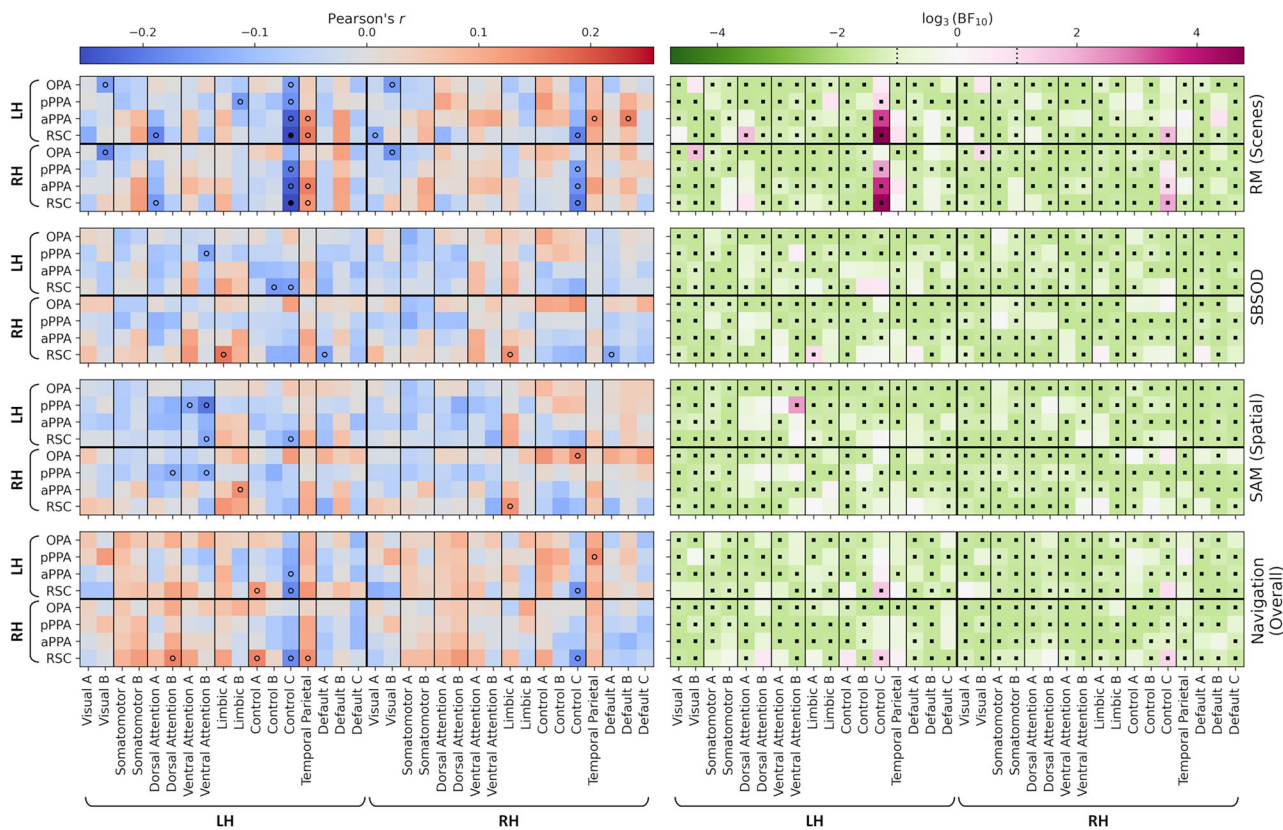 Pearson's r
−0.2 −0.1 0.0 0.1 0.2
log₃(BF₁₀)
−4 −2 0 2 4
LH
OPA
pPPA
aPPA
RSC
RH
OPA
pPPA
aPPA
RSC
RM (Scenes)
LH
OPA
pPPA
aPPA
RSC
RH
OPA
pPPA
aPPA
RSC
SBSOD
LH
OPA
pPPA
aPPA
RSC
RH
OPA
pPPA
aPPA
RSC
SAM (Spatial)
LH
OPA
pPPA
aPPA
RSC
RH
OPA
pPPA
aPPA
RSC
Navigation
(Overall)
Visual A
Visual B
Somatomotor A
Somatomotor B
Dorsal Attention A
Dorsal Attention B
Ventral Attention A
Ventral Attention B
Limbic A
Limbic B
Control A
Control B
Control C
Temporal Parietal
Default A
Default B
Default C
Visual A
Visual B
Somatomotor A
Somatomotor B
Dorsal Attention A
Dorsal Attention B
Ventral Attention A
Ventral Attention B
Limbic A
Limbic B
Control A
Control B
Control C
Temporal Parietal
Default A
Default B
Default C
Visual A
Visual B
Somatomotor A
Somatomotor B
Dorsal Attention A
Dorsal Attention B
Ventral Attention A
Ventral Attention B
Limbic A
Limbic B
Control A
Control B
Control C
Temporal Parietal
Default A
Default B
Default C
Visual A
Visual B
Somatomotor A
Somatomotor B
Dorsal Attention A
Dorsal Attention B
Ventral Attention A
Ventral Attention B
Limbic A
Limbic B
Control A
Control B
Control C
Temporal Parietal
Default A
Default B
Default C
LH RH LH RH